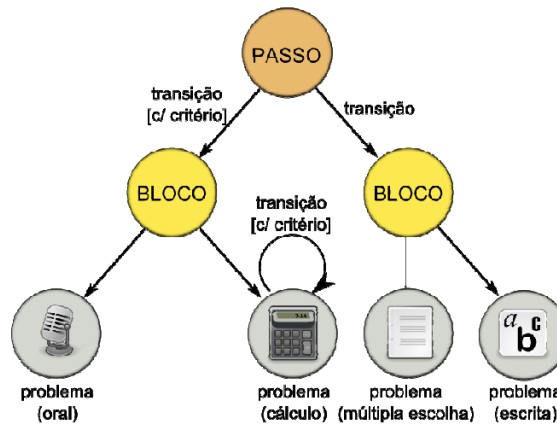 PASSO
transição
[c/ critério]
transição
BLOCO
BLOCO
transição
[c/ critério]
problema
(oral)
problema
(cálculo)
problema
(múltipla escolha)
problema
(escrita)
a b c